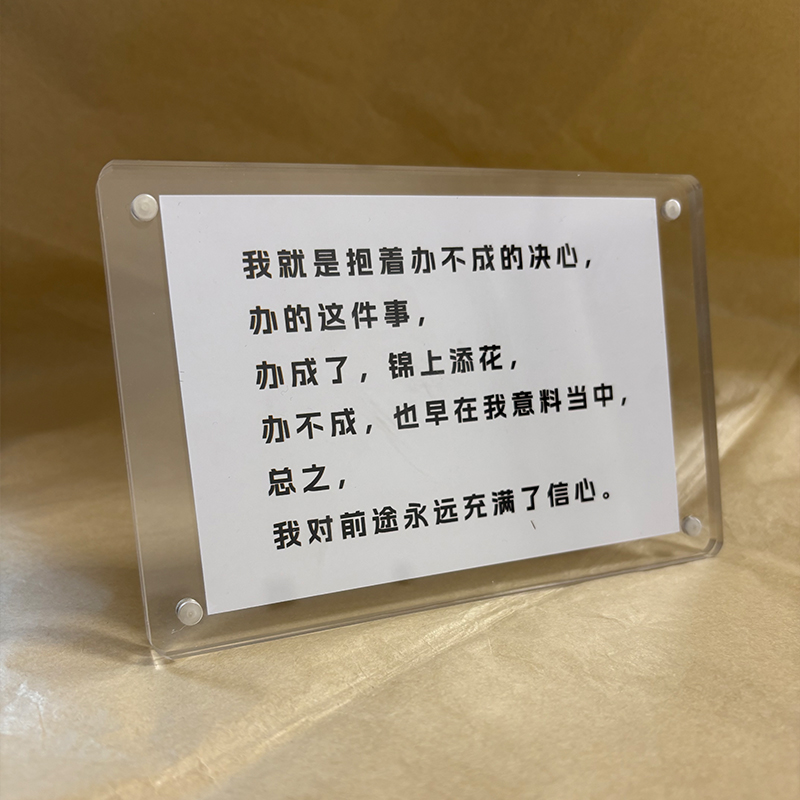 我就是抱着办不成的决心，
办的这件事，
办成了，锦上添花，
办不成，也早在我意料当中，
总之，
我对前途永远充满了信心。